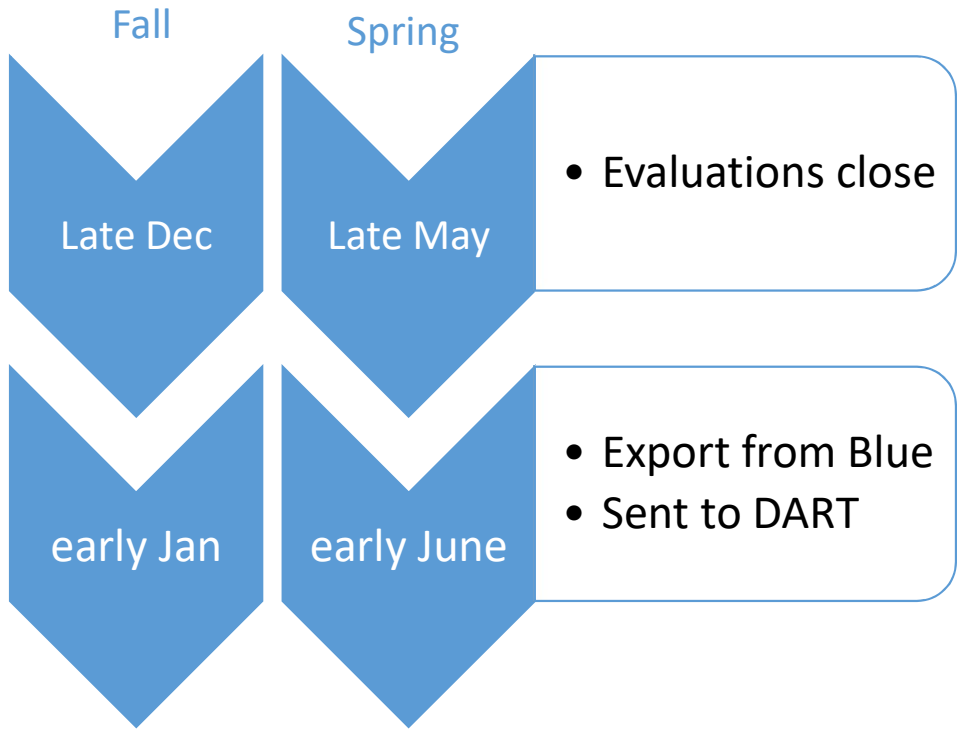 Fall
Spring
Late Dec
Late May
• Evaluations close
early Jan
early June
• Export from Blue
• Sent to DART